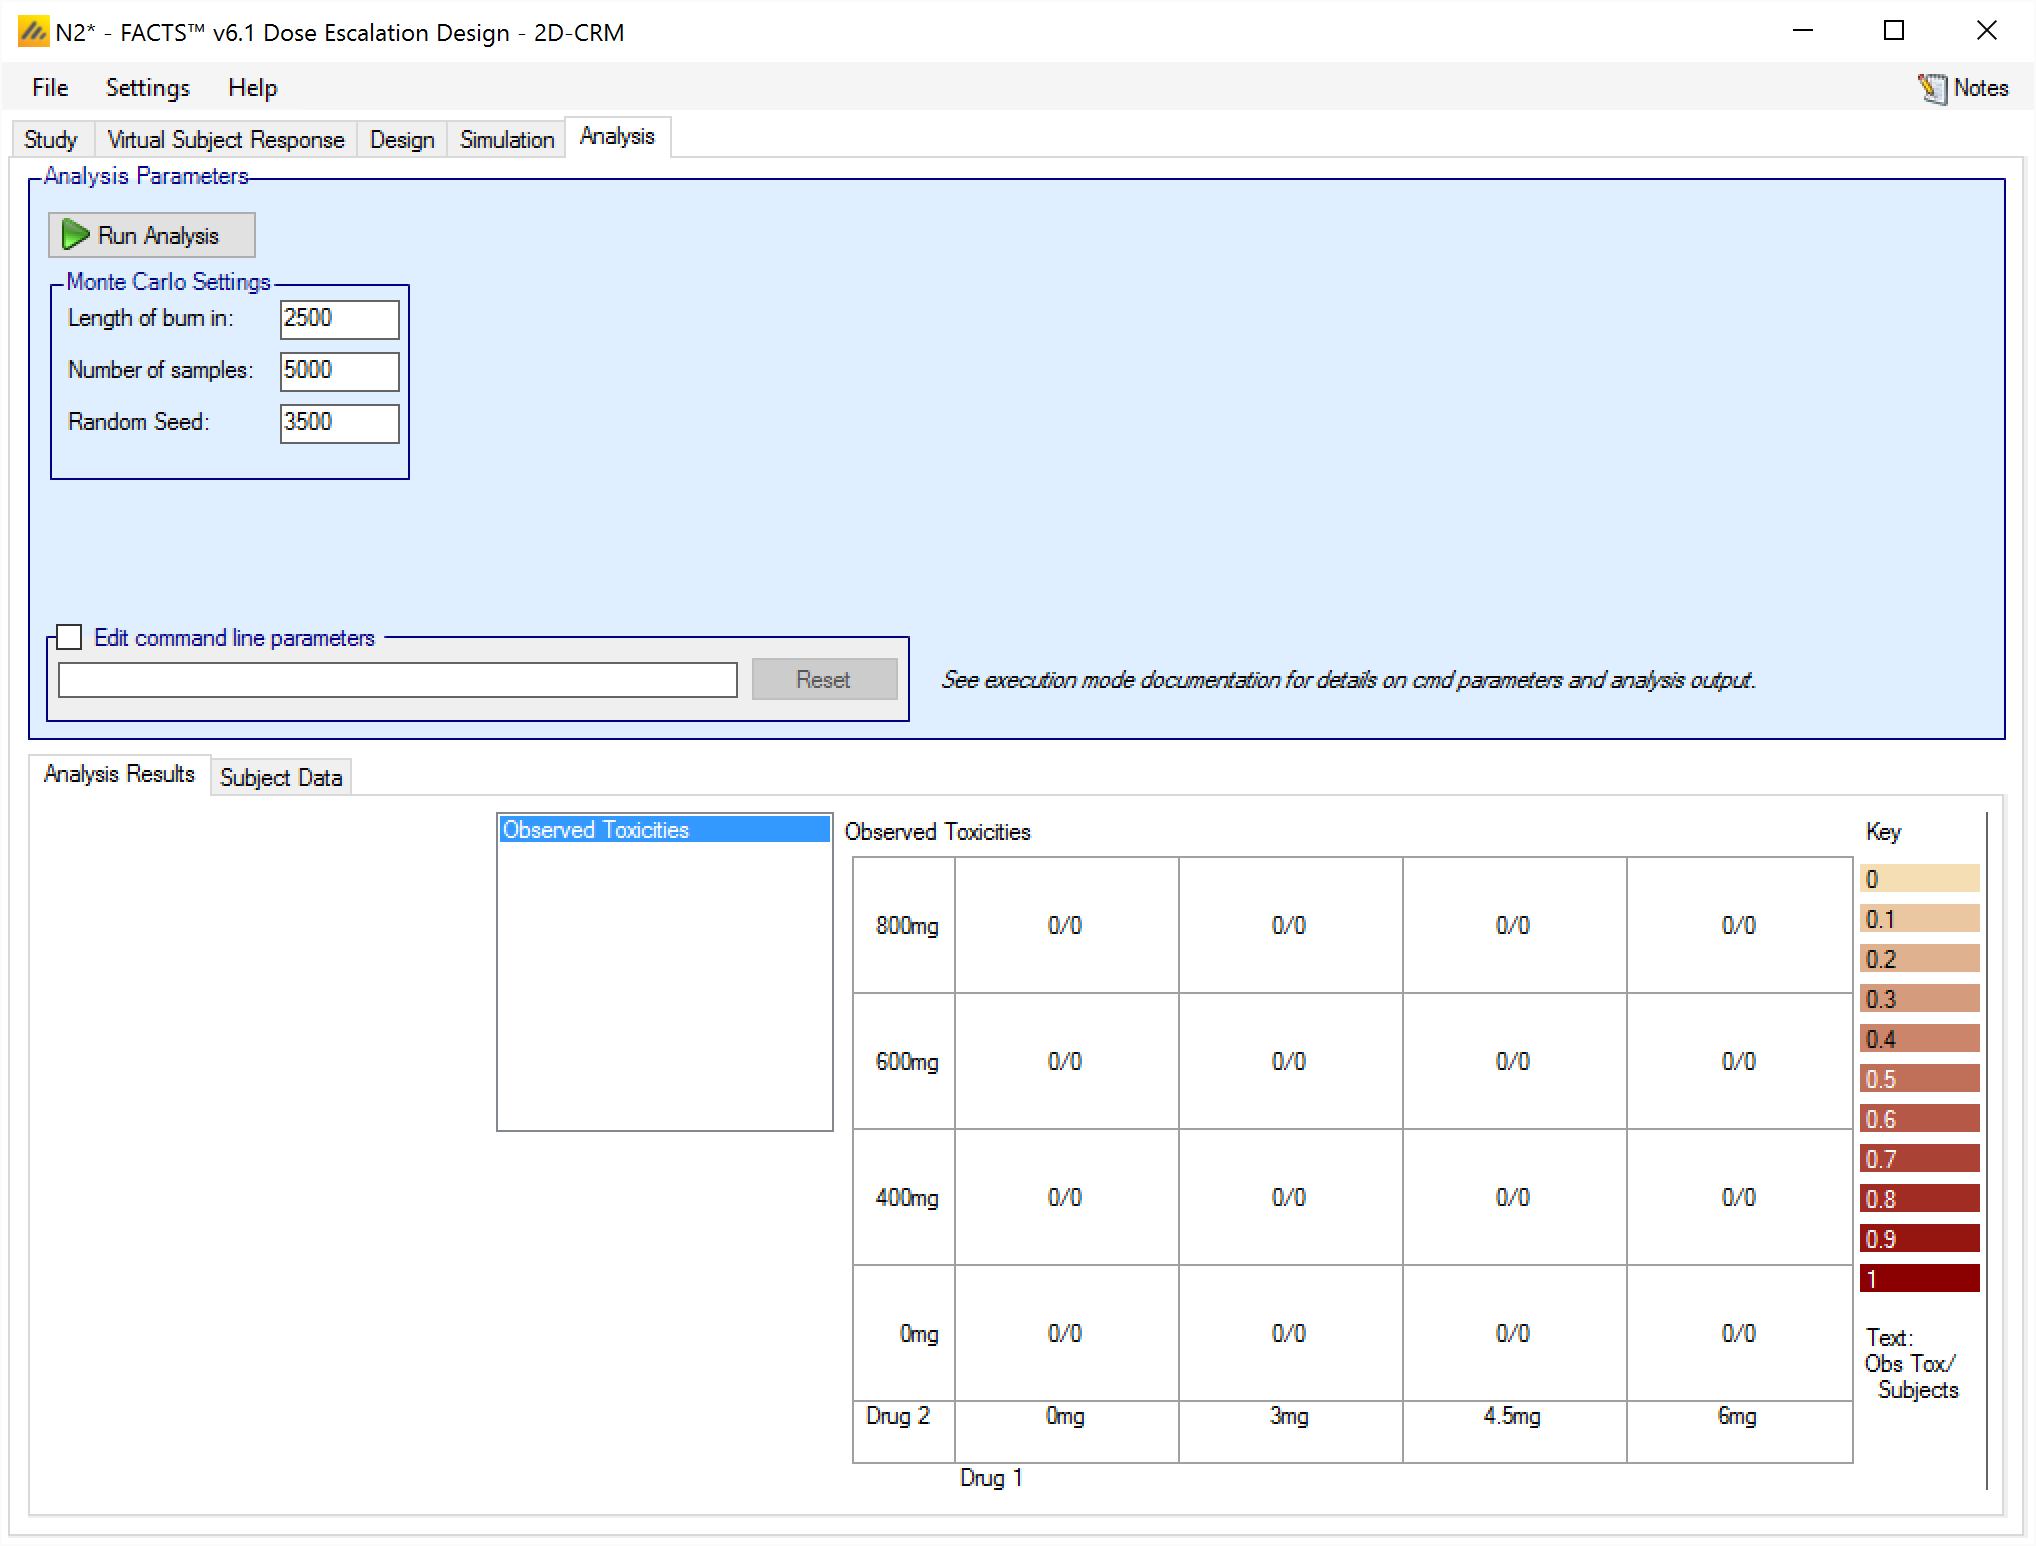 N2* - FACTS™ v6.1 Dose Escalation Design - 2D-CRM
File Settings Help Notes
Study Virtual Subject Response Design Simulation Analysis
Analysis Parameters
Run Analysis
Monte Carlo Settings
Length of burn in: 2500
Number of samples: 5000
Random Seed: 3500
Edit command line parameters
Reset See execution mode documentation for details on cmd parameters and analysis output.
Analysis Results Subject Data
Observed Toxicities
Observed Toxicities
800mg 0/0 0/0 0/0 0/0
600mg 0/0 0/0 0/0 0/0
400mg 0/0 0/0 0/0 0/0
0mg 0/0 0/0 0/0 0/0
Drug 2 0mg 3mg 4.5mg 6mg
Drug 1
Key
0
0.1
0.2
0.3
0.4
0.5
0.6
0.7
0.8
0.9
1
Text:
Obs Tox/
Subjects